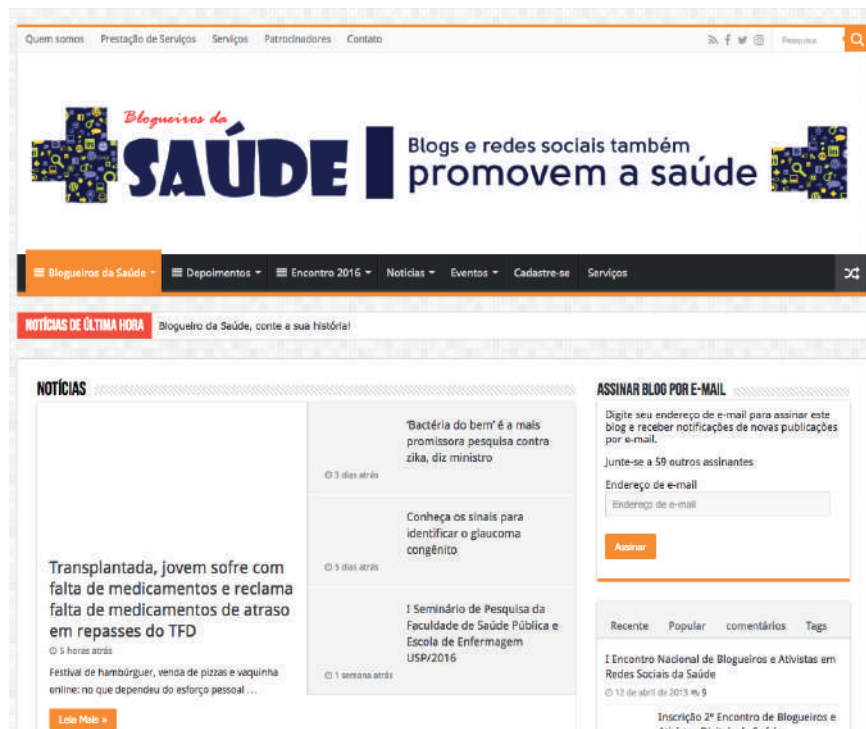 Quem somos Prestação de Serviços Serviços Patrocinadores Contato Pesquisa
Blogueiros da
SAÚDE
Blogs e redes sociais também
promovem a saúde
Blogueiros da Saúde Depoimentos Encontro 2016 Notícias Eventos Cadastre-se Serviços
NOTÍCIAS DE ÚLTIMA HORA Blogueiro da Saúde, conte a sua história!
NOTÍCIAS
Transplantada, jovem sofre com
falta de medicamentos e reclama
falta de medicamentos de atraso
em repasses do TFD
5 horas atrás
Festival de hambúrguer, venda de pizzas e vaquinha
online: no que dependeu do esforço pessoal ...
Leia Mais »
'Bactéria do bem' é a mais
promissora pesquisa contra
zika, diz ministro
3 dias atrás
Conheça os sinais para
identificar o glaucoma
congênito
5 dias atrás
I Seminário de Pesquisa da
Faculdade de Saúde Pública e
Escola de Enfermagem
USP/2016
1 semana atrás
ASSINAR BLOG POR E-MAIL
Digite seu endereço de e-mail para assinar este
blog e receber notificações de novas publicações
por e-mail.
Junte-se a 59 outros assinantes
Endereço de e-mail
Endereço de e-mail
Assinar
Recente Popular comentários Tags
I Encontro Nacional de Blogueiros e Ativistas em
Redes Sociais da Saúde
12 de abril de 2013 9
Inscrição 2º Encontro de Blogueiros e